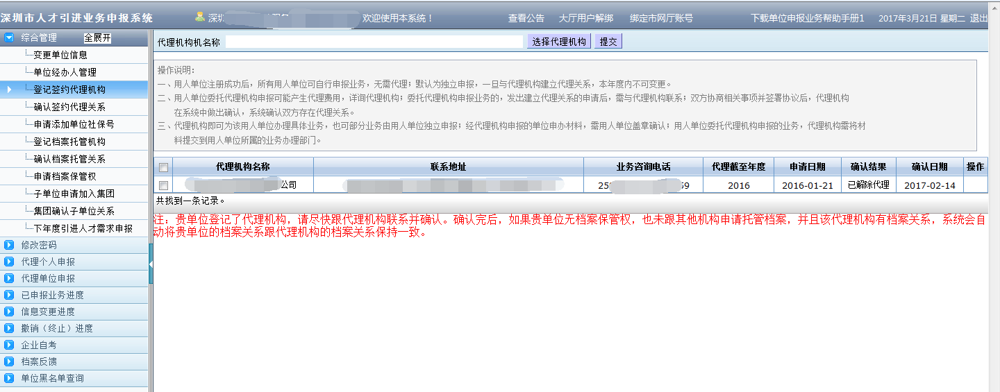 深圳市人才引进业务申报系统
深圳 欢迎使用本系统！ 查看公告 大厅用户解绑 绑定市网厅账号 下载单位申报业务帮助手册1 2017年3月21日 星期二 退出
综合管理 全展开
变更单位信息
单位经办人管理
登记签约代理机构
确认签约代理关系
申请添加单位社保号
登记档案托管机构
确认档案托管关系
申请档案保管权
子单位申请加入集团
集团确认子单位关系
下年度引进人才需求申报
修改密码
代理个人申报
代理单位申报
已申报业务进度
信息变更进度
撤销（终止）进度
企业自考
档案反馈
单位黑名单查询
代理机构机名称 选择代理机构 提交
操作说明：
一、用人单位注册成功后，所有用人单位可自行申报业务，无需代理；默认为独立申报，一旦与代理机构建立代理关系，本年度内不可变更。
二、用人单位委托代理机构申报可能产生代理费用，详询代理机构；委托代理机构申报业务的，发出建立代理关系的申请后，需与代理机构联系；双方协商相关事项并签署协议后，代理机构
在系统中做出确认，系统确认双方存在代理关系。
三、代理机构即可为该用人单位办理具体业务，也可部分业务由用人单位独立申报；经代理机构申报的单位申办材料，需用人单位盖章确认；用人单位委托代理机构申报的业务，代理机构需将材
料提交到用人单位所属的业务办理部门。
代理机构名称 联系地址 业务咨询电话 代理截至年度 申请日期 确认结果 确认日期 操作
公司 25 59 2016 2016-01-21 已解除代理 2017-02-14
共找到一条记录。
注：贵单位登记了代理机构，请尽快跟代理机构联系并确认。确认完后，如果贵单位无档案保管权，也未跟其他机构申请托管档案，并且该代理机构有档案关系，系统会自
动将贵单位的档案关系跟代理机构的档案关系保持一致。